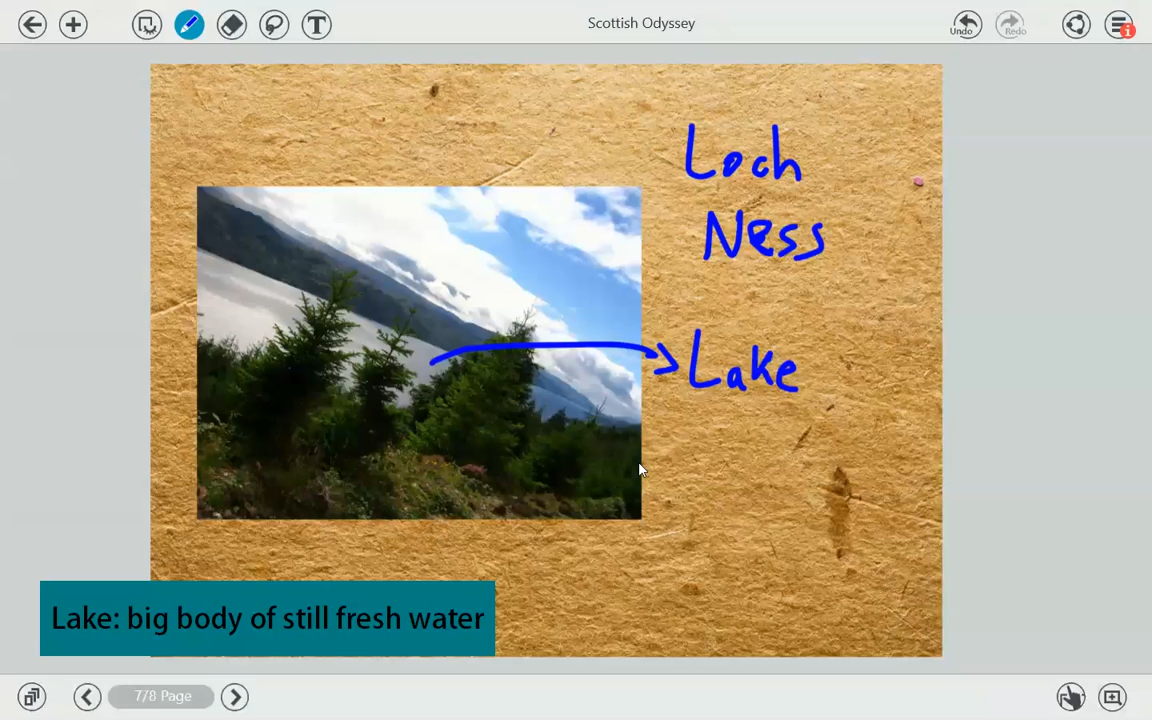 Scottish Odyssey
Undo
Redo
Loch
Ness
Lake
Lake: big body of still fresh water
7/8 Page